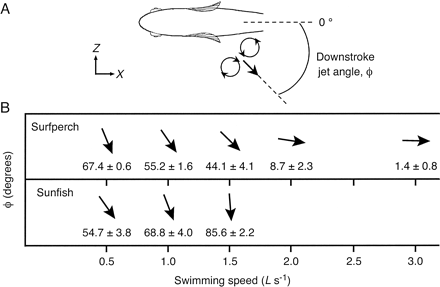 A
0 °
Z
X
Downstroke
jet angle, ϕ
B
ϕ (degrees)
Surfperch
67.4 ± 0.6 55.2 ± 1.6 44.1 ± 4.1 8.7 ± 2.3 1.4 ± 0.8
Sunfish
54.7 ± 3.8 68.8 ± 4.0 85.6 ± 2.2
0.5 1.0 1.5 2.0 2.5 3.0
Swimming speed (L s⁻¹)